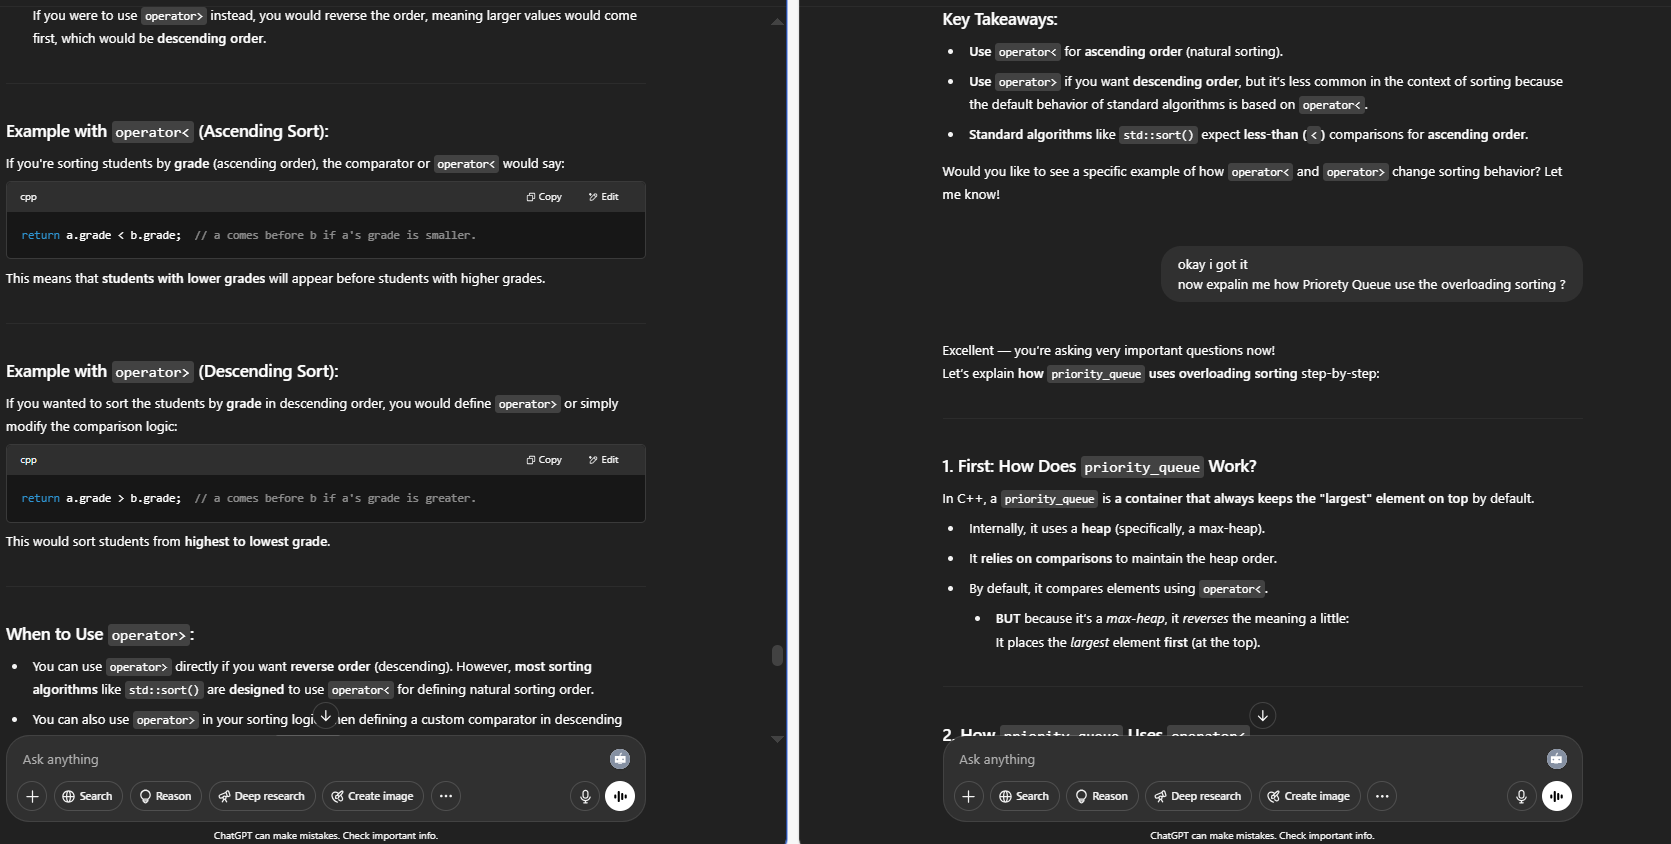 If you were to use operator> instead, you would reverse the order, meaning larger values would come
first, which would be descending order.
Example with operator< (Ascending Sort):
If you're sorting students by grade (ascending order), the comparator or operator< would say:
cpp
Copy
Edit
return a.grade < b.grade;  // a comes before b if a's grade is smaller.
This means that students with lower grades will appear before students with higher grades.
Example with operator> (Descending Sort):
If you wanted to sort the students by grade in descending order, you would define operator> or simply
modify the comparison logic:
cpp
Copy
Edit
return a.grade > b.grade;  // a comes before b if a's grade is greater.
This would sort students from highest to lowest grade.
When to Use operator>:
• You can use operator> directly if you want reverse order (descending). However, most sorting
algorithms like std::sort() are designed to use operator< for defining natural sorting order.
• You can also use operator> in your sorting defining a custom comparator in descending
Ask anything
Search
Reason
Deep research
Create image
ChatGPT can make mistakes. Check important info.
Key Takeaways:
• Use operator< for ascending order (natural sorting).
• Use operator> if you want descending order, but it's less common in the context of sorting because
the default behavior of standard algorithms is based on operator<.
• Standard algorithms like std::sort() expect less-than (<) comparisons for ascending order.
Would you like to see a specific example of how operator< and operator> change sorting behavior? Let
me know!
okay i got it
now expalin me how Priorety Queue use the overloading sorting ?
Excellent — you're asking very important questions now!
Let's explain how priority_queue uses overloading sorting step-by-step:
1. First: How Does priority_queue Work?
In C++, a priority_queue is a container that always keeps the "largest" element on top by default.
• Internally, it uses a heap (specifically, a max-heap).
• It relies on comparisons to maintain the heap order.
• By default, it compares elements using operator<.
• BUT because it's a max-heap, it reverses the meaning a little:
It places the largest element first (at the top).
2. How priority_queue Uses operator<
Ask anything
Search
Reason
Deep research
Create image
ChatGPT can make mistakes. Check important info.